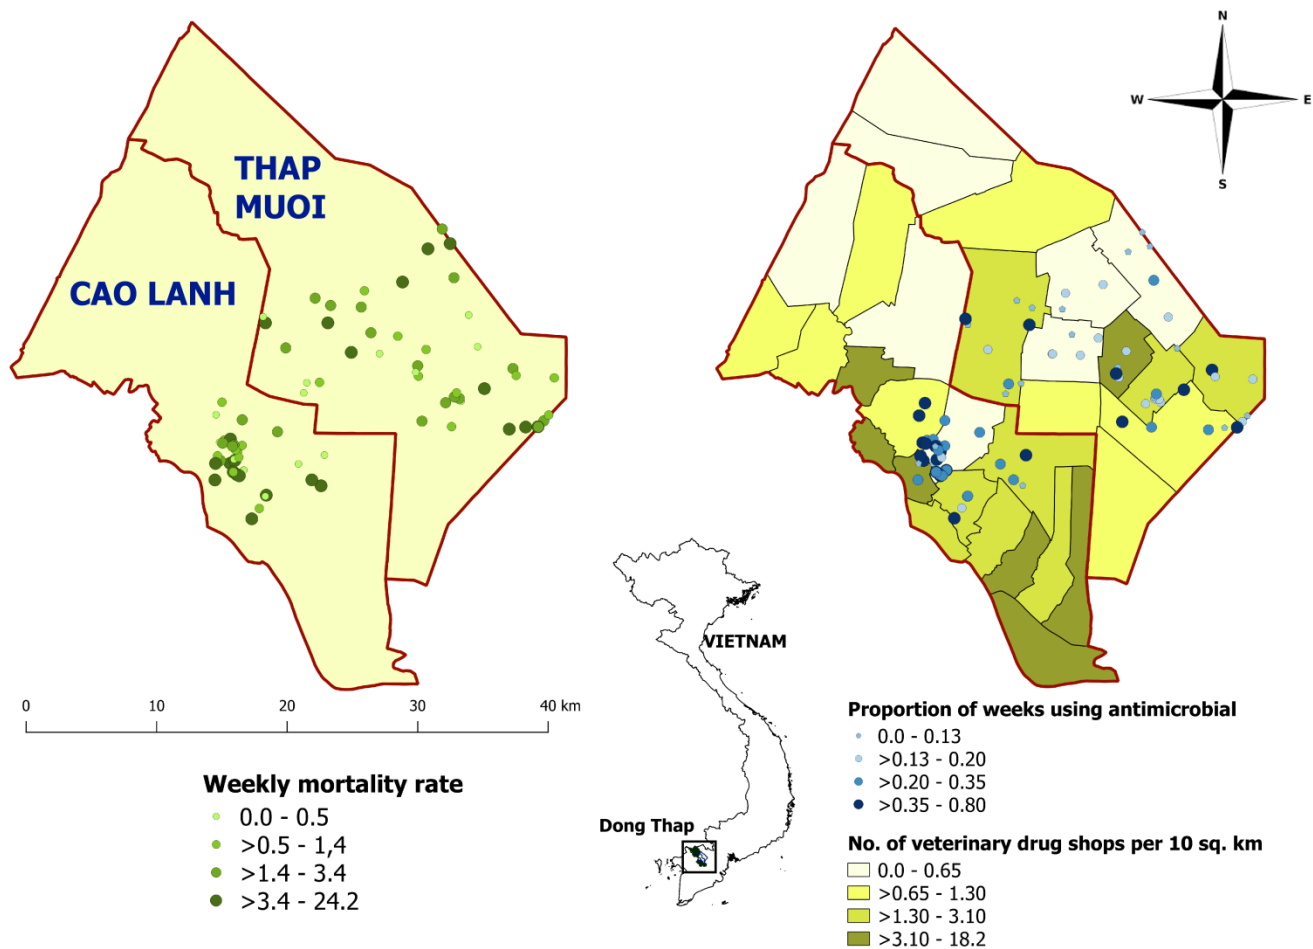 N
W
E
S
THAP
MUOI
CAO LANH
0
10
20
30
40 km
Weekly mortality rate
0.0 - 0.5
>0.5 - 1,4
>1.4 - 3.4
>3.4 - 24.2
VIETNAM
Dong Thap
Proportion of weeks using antimicrobial
0.0 - 0.13
>0.13 - 0.20
>0.20 - 0.35
>0.35 - 0.80
No. of veterinary drug shops per 10 sq. km
0.0 - 0.65
>0.65 - 1.30
>1.30 - 3.10
>3.10 - 18.2